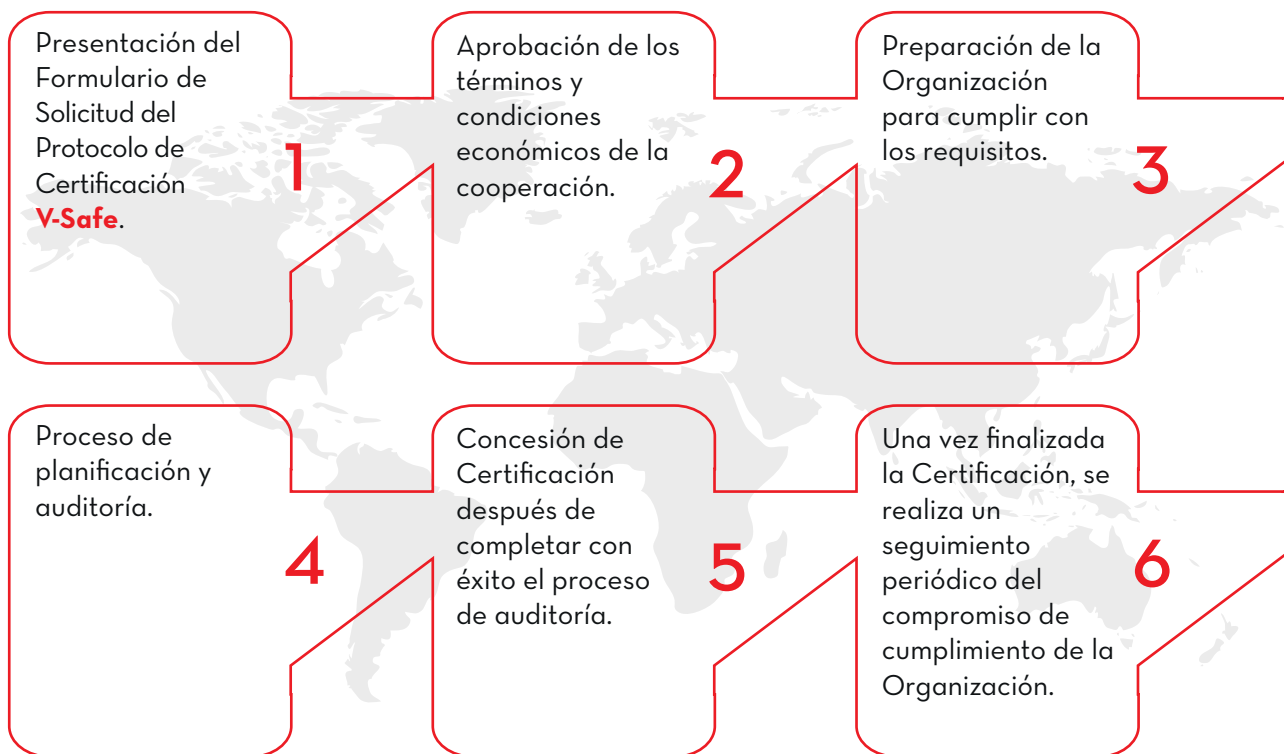 Presentación del
Formulario de
Solicitud del
Protocolo de
Certificación
V-Safe.
1
Aprobación de los
términos y
condiciones
económicos de la
cooperación.
2
Preparación de la
Organización
para cumplir con
los requisitos.
3
Proceso de
planificación y
auditoría.
4
Concesión de
Certificación
después de
completar con
éxito el proceso
de auditoría.
5
Una vez finalizada
la Certificación, se
realiza un
seguimiento
periódico del
compromiso de
cumplimiento de la
Organización.
6